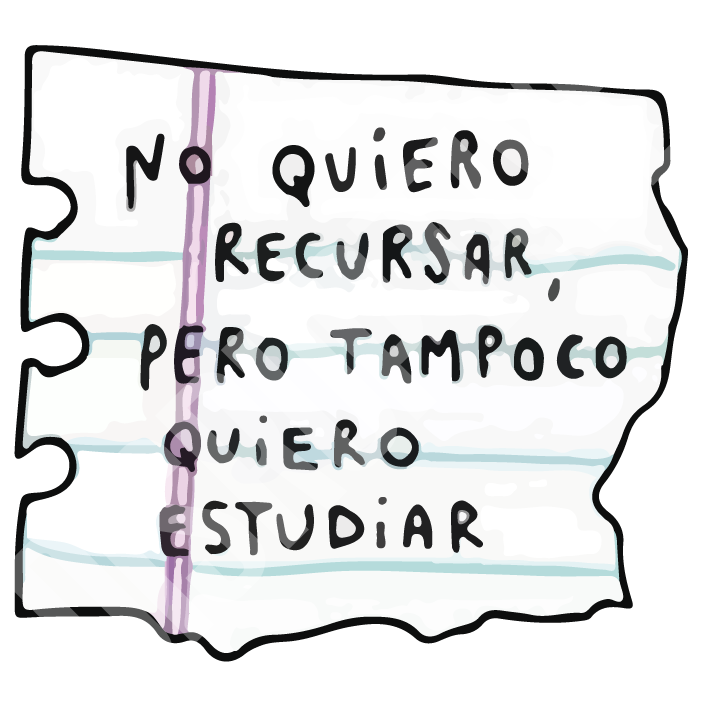 NO QUIERO
RECURSAR,
PERO TAMPOCO
QUIERO
ESTUDIAR